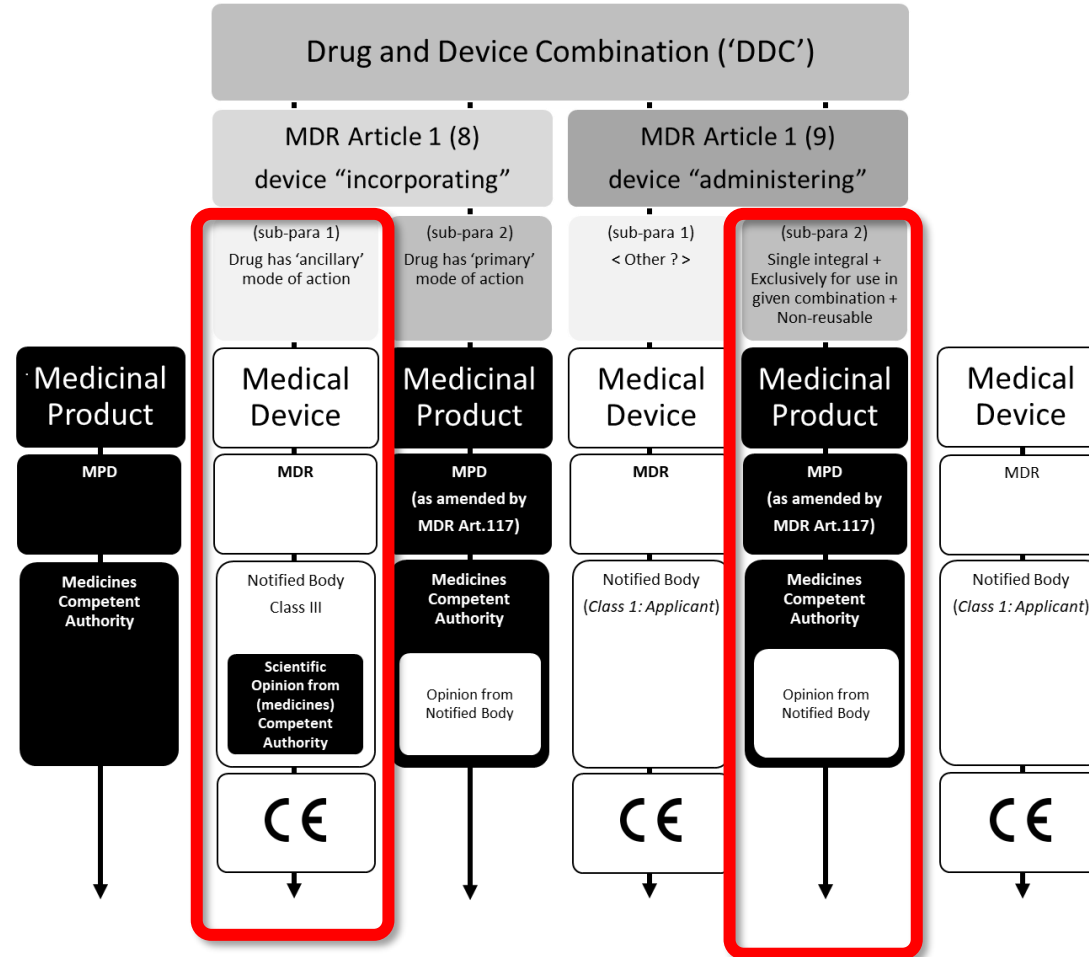 Drug and Device Combination (‘DDC’)
MDR Article 1 (8)
device “incorporating”
MDR Article 1 (9)
device “administering”
(sub-para 1)
Drug has ‘ancillary’
mode of action
(sub-para 2)
Drug has ‘primary’
mode of action
(sub-para 1)
< Other ? >
(sub-para 2)
Single integral +
Exclusively for use in
given combination +
Non-reusable
Medicinal
Product
Medical
Device
Medicinal
Product
Medical
Device
Medicinal
Product
Medical
Device
MPD
MDR
MPD
(as amended by
MDR Art.117)
MDR
MPD
(as amended by
MDR Art.117)
MDR
Medicines
Competent
Authority
Notified Body
Class III
Scientific
Opinion from
(medicines)
Competent
Authority
Medicines
Competent
Authority
Opinion from
Notified Body
Notified Body
(Class 1: Applicant)
Medicines
Competent
Authority
Opinion from
Notified Body
Notified Body
(Class 1: Applicant)
CE
CE
CE